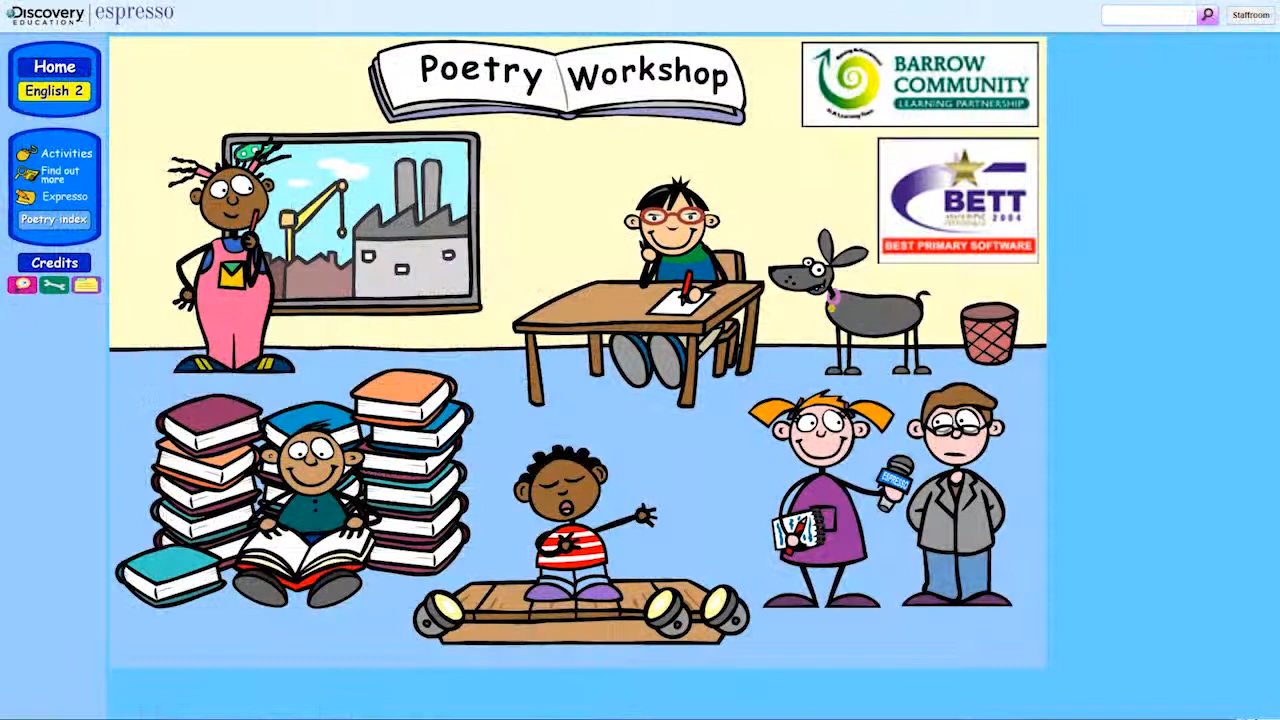 Discovery
EDUCATION
espresso
Staffroom
Home
English 2
Activities
Find out
more
Expresso
Poetry index
Credits
Poetry Workshop
BARROW
COMMUNITY
LEARNING PARTNERSHIP
BETT
2004
BEST PRIMARY SOFTWARE
ESPRESSO